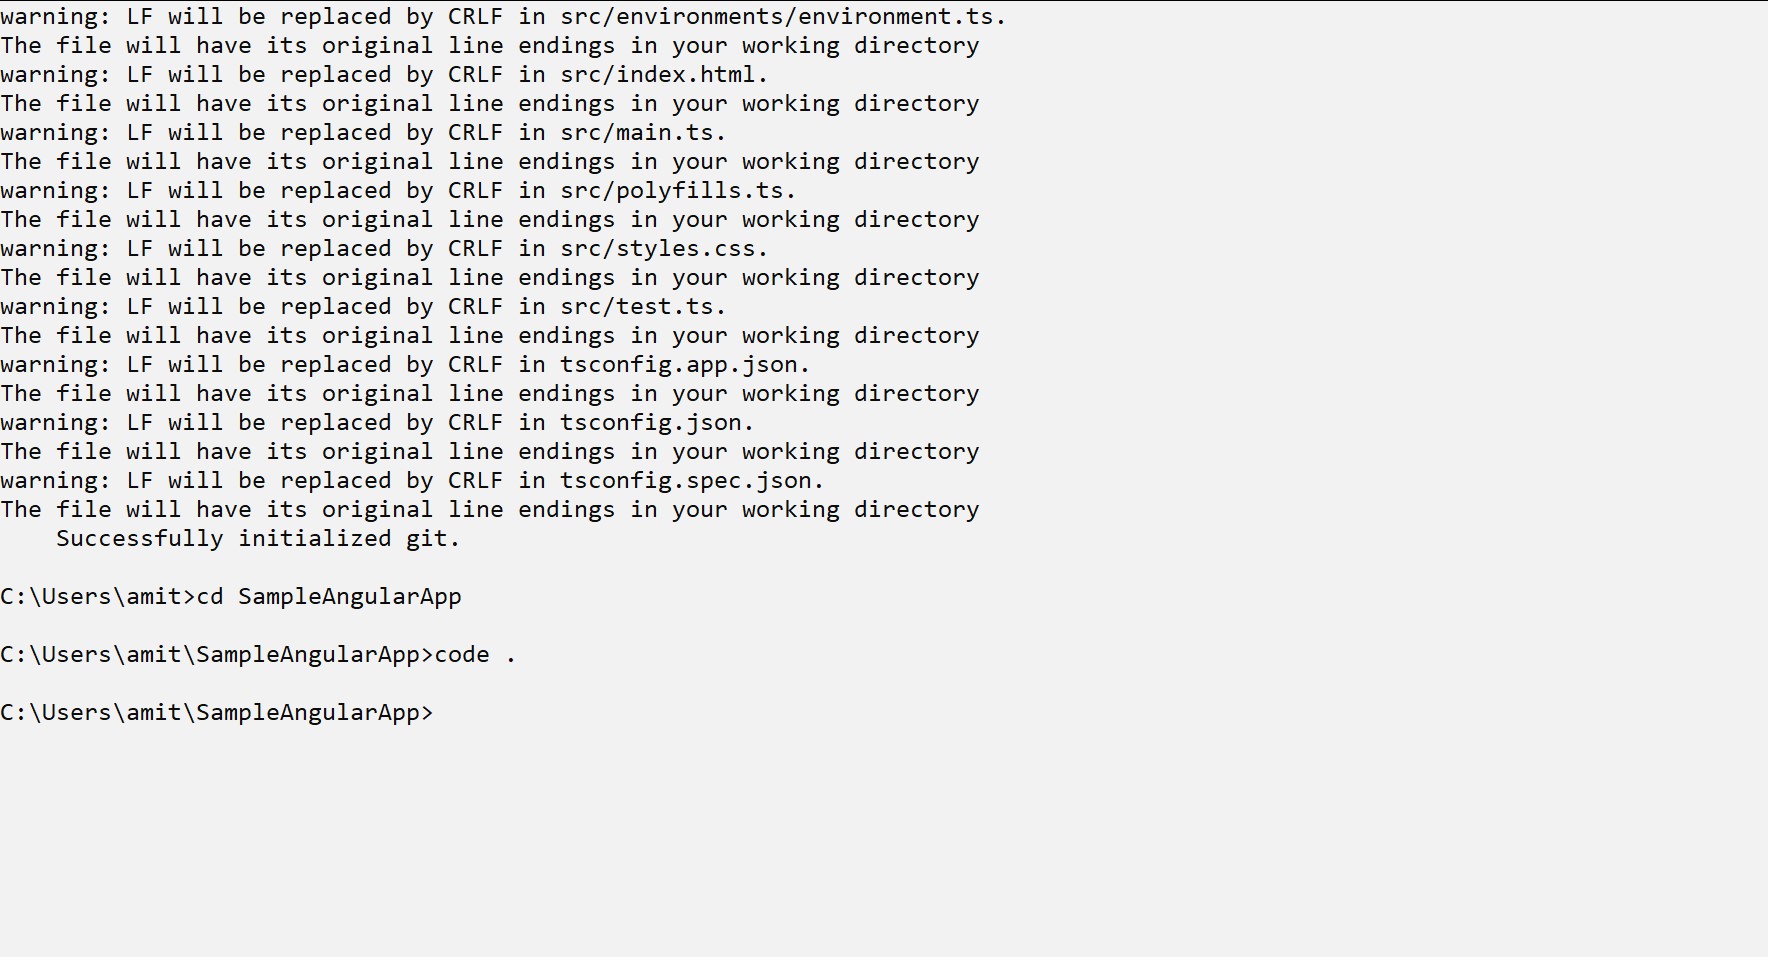 warning: LF will be replaced by CRLF in src/environments/environment.ts.
The file will have its original line endings in your working directory
warning: LF will be replaced by CRLF in src/index.html.
The file will have its original line endings in your working directory
warning: LF will be replaced by CRLF in src/main.ts.
The file will have its original line endings in your working directory
warning: LF will be replaced by CRLF in src/polyfills.ts.
The file will have its original line endings in your working directory
warning: LF will be replaced by CRLF in src/styles.css.
The file will have its original line endings in your working directory
warning: LF will be replaced by CRLF in src/test.ts.
The file will have its original line endings in your working directory
warning: LF will be replaced by CRLF in tsconfig.app.json.
The file will have its original line endings in your working directory
warning: LF will be replaced by CRLF in tsconfig.json.
The file will have its original line endings in your working directory
warning: LF will be replaced by CRLF in tsconfig.spec.json.
The file will have its original line endings in your working directory
    Successfully initialized git.
C:\Users\amit>cd SampleAngularApp
C:\Users\amit\SampleAngularApp>code .
C:\Users\amit\SampleAngularApp>